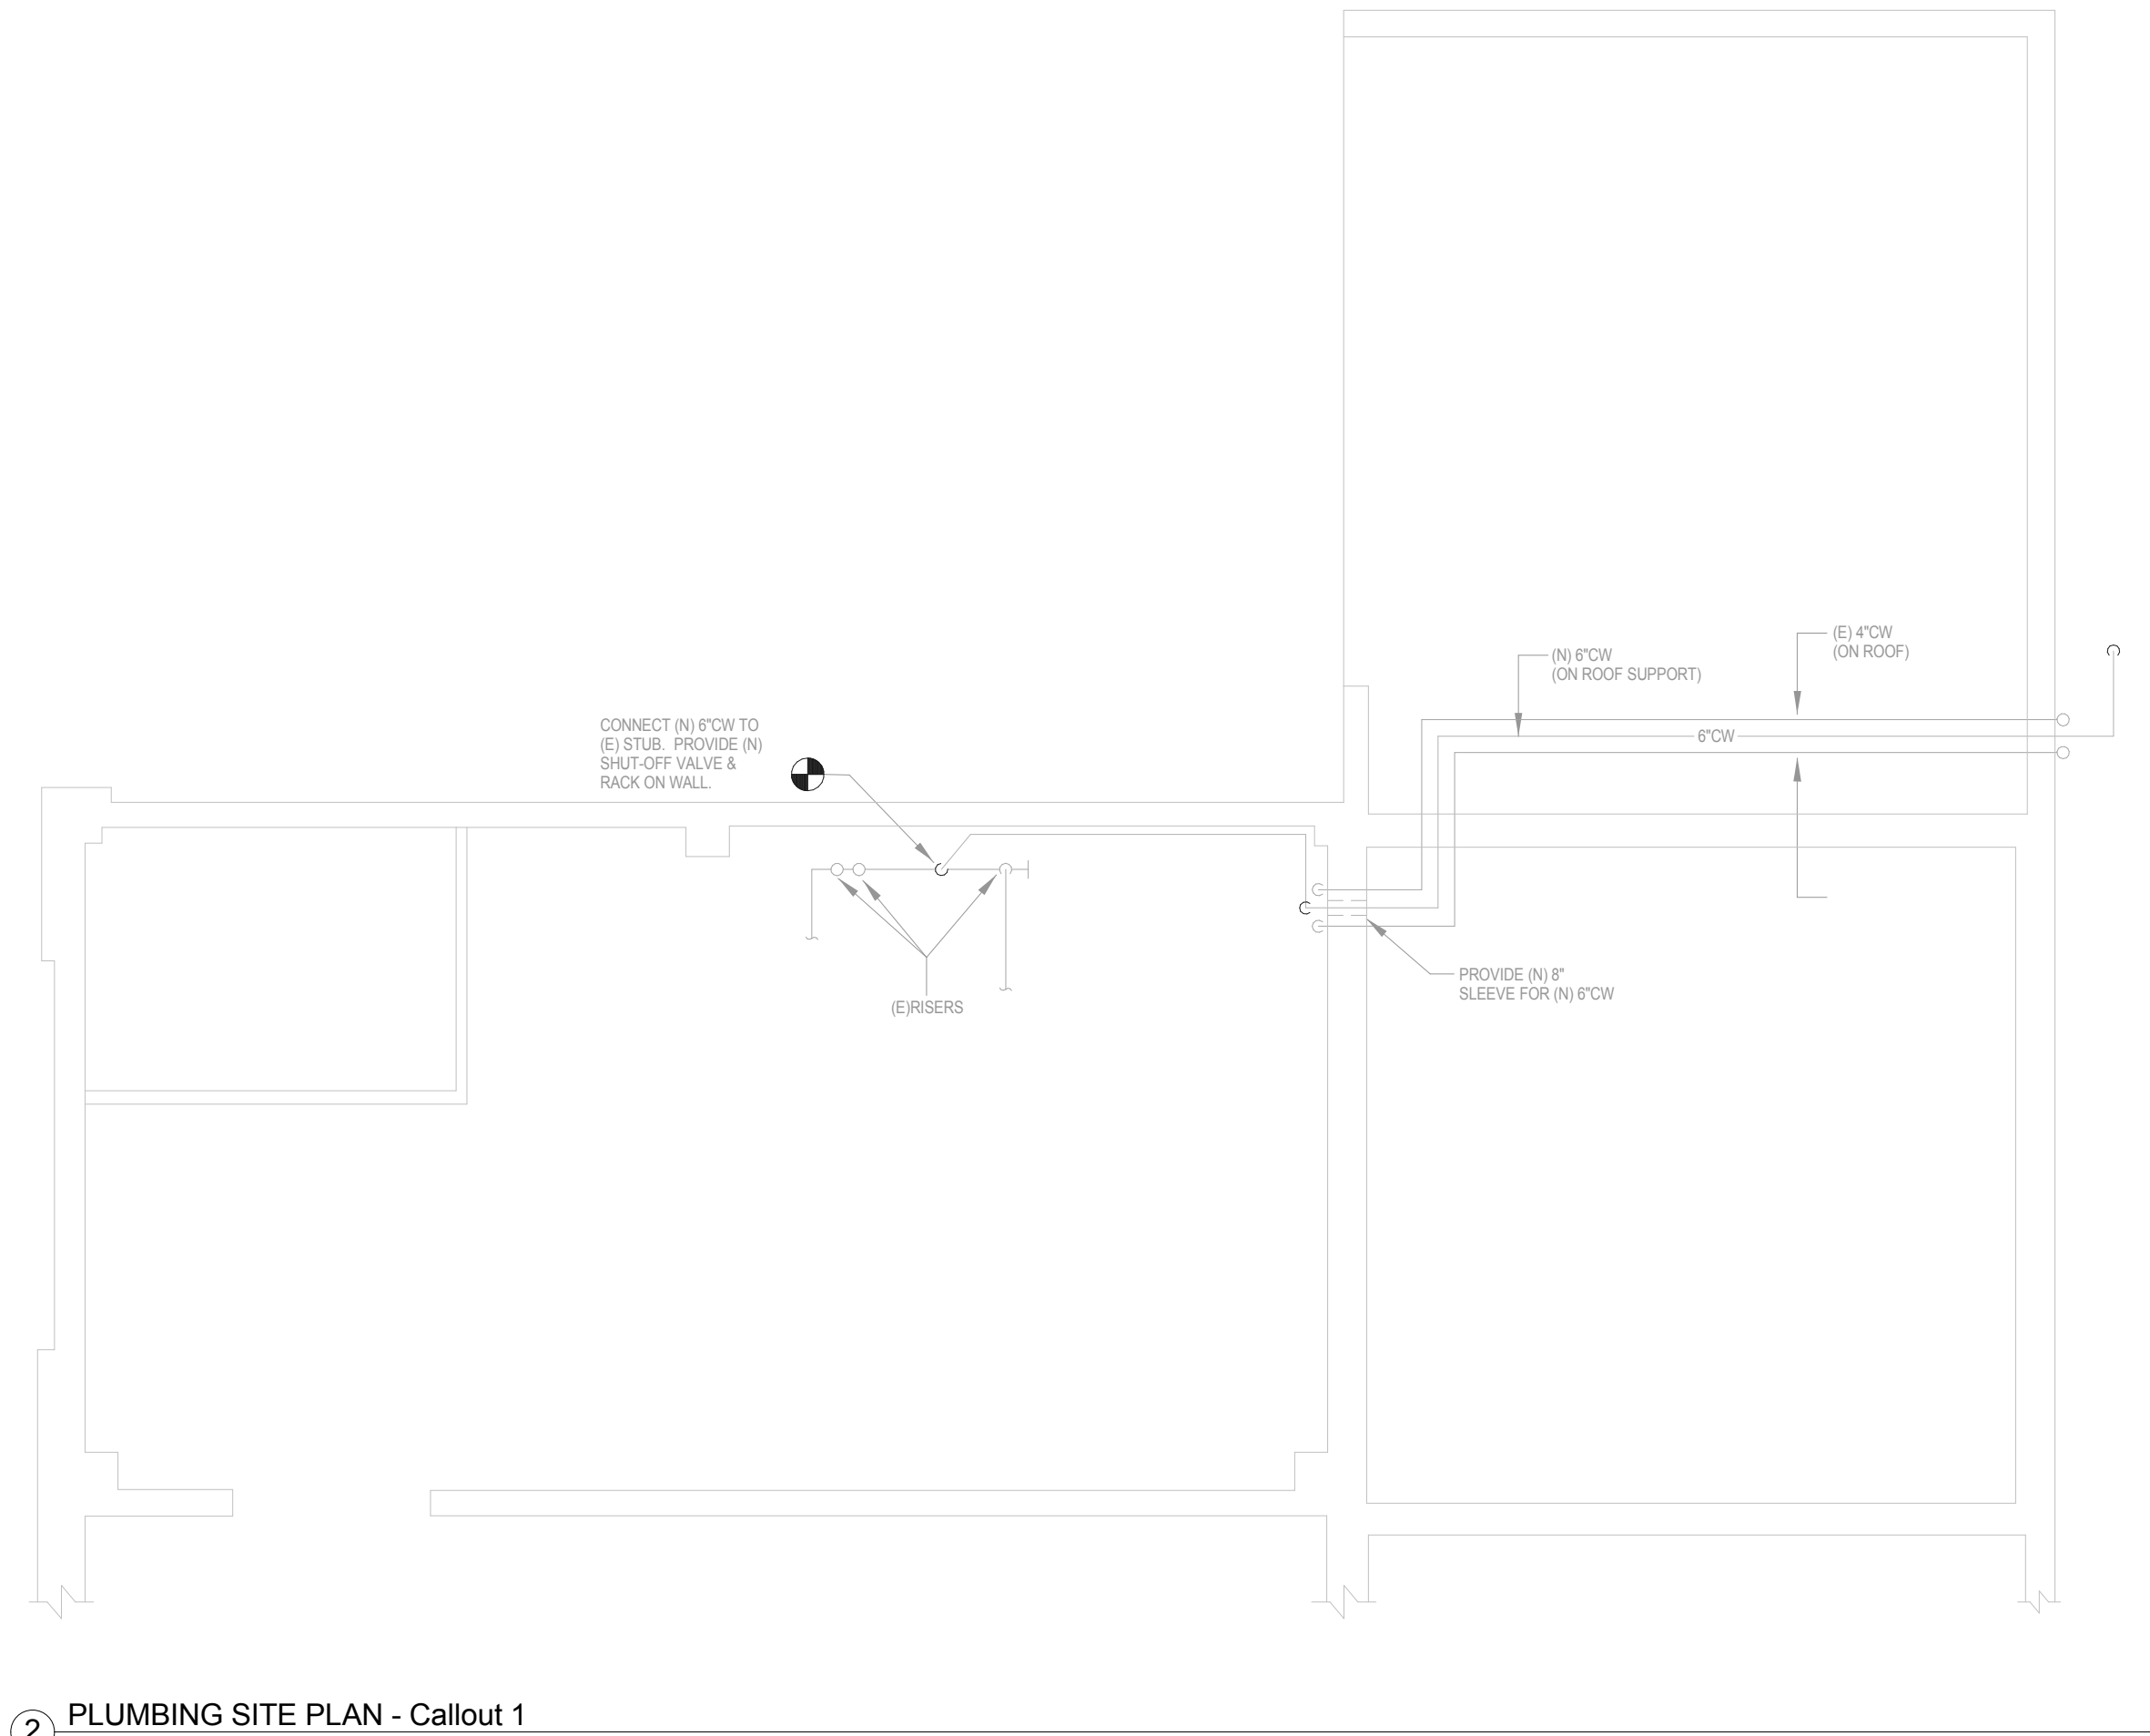 (E) 4"CW
(ON ROOF)
(N) 6"CW
(ON ROOF SUPPORT)
CONNECT (N) 6"CW TO
(E) STUB. PROVIDE (N)
SHUT-OFF VALVE &
RACK ON WALL.
6"CW
PROVIDE (N) 8"
SLEEVE FOR (N) 6"CW
(E)RISERS
2
PLUMBING SITE PLAN - Callout 1